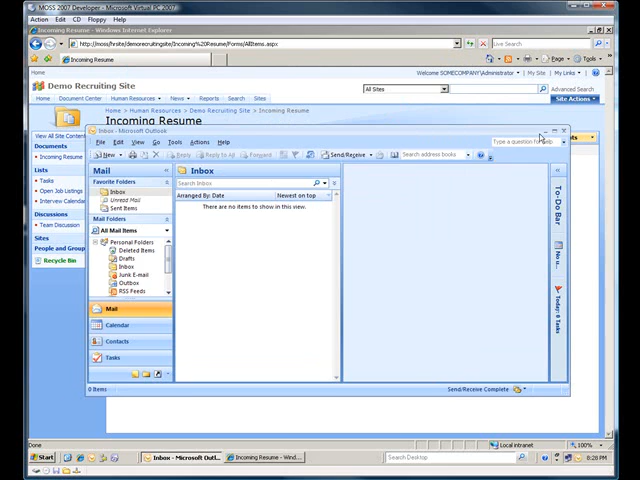 MOSS 2007 Developer - Microsoft Virtual PC 2007
Action Edit CD Floppy Help
Incoming Resume - Windows Internet Explorer
http://moss/hrsite/demorecruitingsite/Incoming%20Resume/Forms/AllItems.aspx
Live Search
Incoming Resume
Page Tools
Home
Welcome SOMECOMPANY\Administrator My Site My Links
Demo Recruiting Site
All Sites
Home Document Center Human Resources News Reports Search Sites
Site Actions
Home > Human Resources > Demo Recruiting Site > Incoming Resume
Incoming Resume
View All Site Content
Documents
Incoming Resume
Lists
Tasks
Open Job Listings
Interview Calendar
Discussions
Team Discussion
Sites
People and Groups
Recycle Bin
Inbox - Microsoft Outlook
File Edit View Go Tools Actions Help
Type a question for help
New Reply Reply to All Forward Send/Receive Search address books
Mail
Favorite Folders
Inbox
Unread Mail
Sent Items
Mail Folders
All Mail Items
Personal Folders
Deleted Items
Drafts
Inbox
Junk E-mail
Outbox
RSS Feeds
Mail
Calendar
Contacts
Tasks
Inbox
Search Inbox
Arranged By: Date Newest on top
There are no items to show in this view.
To-Do Bar
Today: 8 Tasks
0 Items
Send/Receive Complete
Done
Local intranet
100%
Start
Inbox - Microsoft Outl...
Incoming Resume - Wind...
Search Desktop
8:28 PM